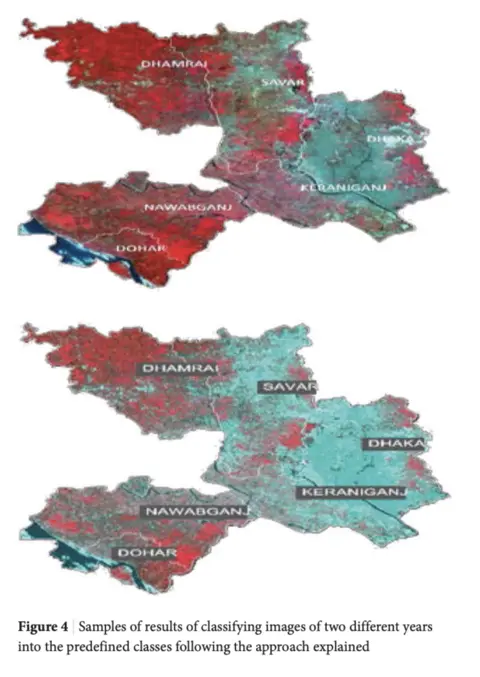 DHAMRAI
SAVAR
DHAKA
KERANIGANJ
NAWABGANJ
DOHAR
DHAMRAI
SAVAR
DHAKA
KERANIGANJ
NAWABGANJ
DOHAR
Figure 4 | Samples of results of classifying images of two different years
into the predefined classes following the approach explained